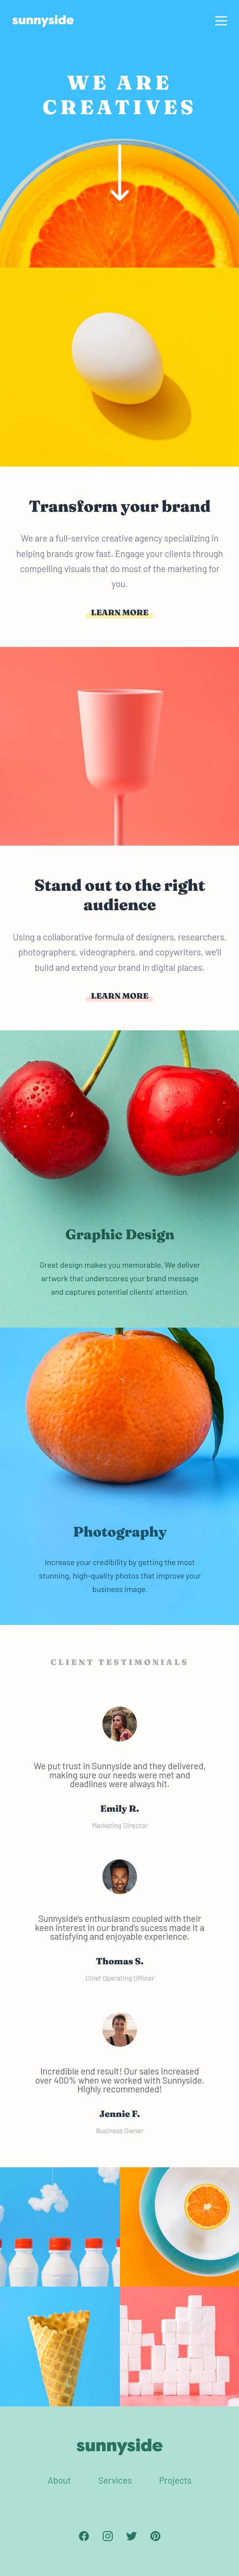 sunnyside
WE ARE
CREATIVES
Transform your brand
We are a full-service creative agency specializing in
helping brands grow fast. Engage your clients through
compelling visuals that do most of the marketing for
you.
LEARN MORE
Stand out to the right
audience
Using a collaborative formula of designers, researchers,
photographers, videographers, and copywriters, we'll
build and extend your brand in digital places.
LEARN MORE
Graphic Design
Great design makes you memorable. We deliver
artwork that underscores your brand message
and captures potential clients' attention.
Photography
Increase your credibility by getting the most
stunning, high-quality photos that improve your
business image.
CLIENT TESTIMONIALS
We put trust in Sunnyside and they delivered,
making sure our needs were met and
deadlines were always hit.
Emily R.
Marketing Director
Sunnyside's enthusiasm coupled with their
keen interest in our brand's sucess made it a
satisfying and enjoyable experience.
Thomas S.
Chief Operating Officer
Incredible end result! Our sales increased
over 400% when we worked with Sunnyside.
Highly recommended!
Jennie F.
Business Owner
sunnyside
About Services Projects